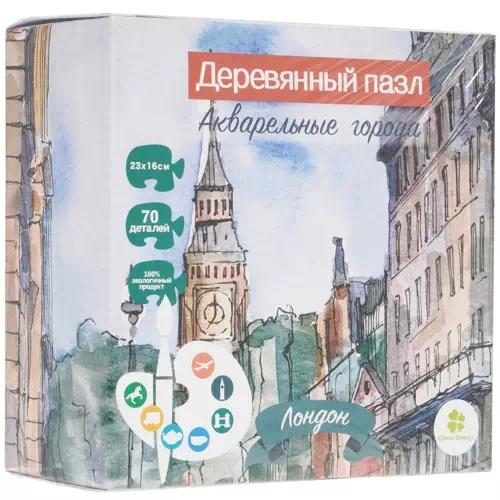 Деревянный пазл
Акварельные города
23x16см
70
деталей
100%
экологичный
продукт
Лондон